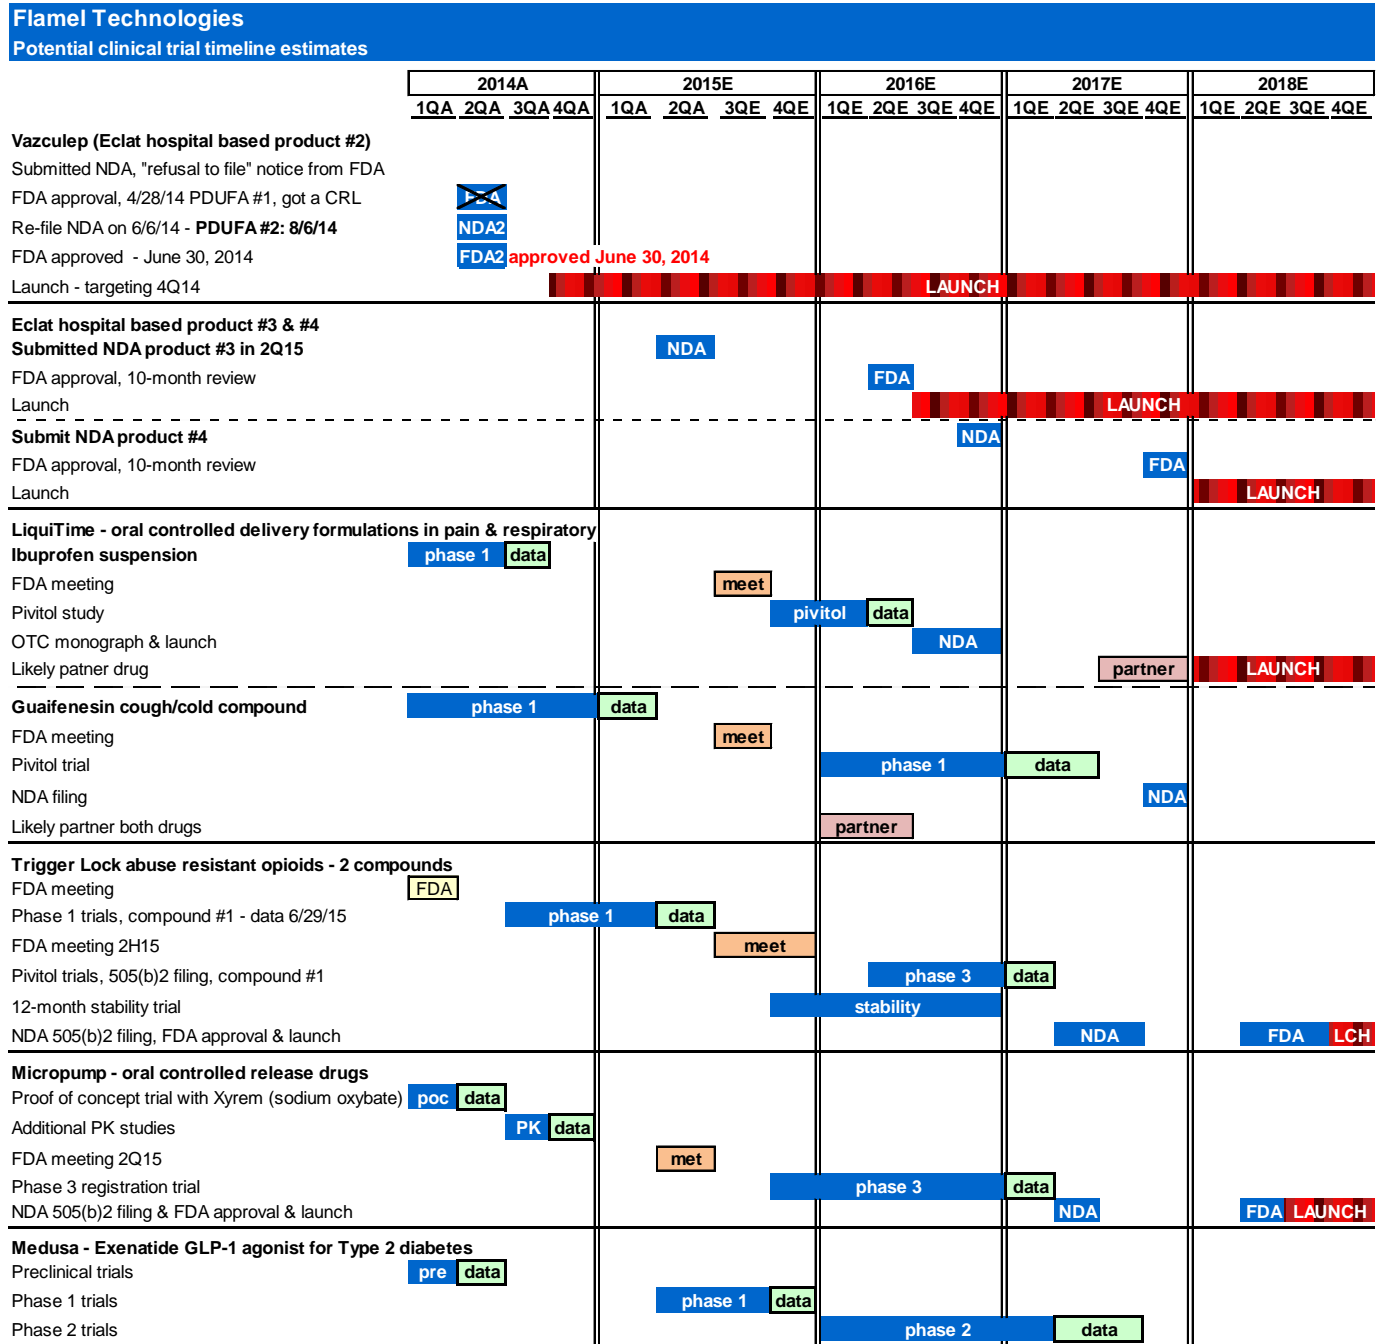 Flamel Technologies
Potential clinical trial timeline estimates
2014A 2015E 2016E 2017E 2018E
1QA 2QA 3QA 4QA 1QA 2QA 3QE 4QE 1QE 2QE 3QE 4QE 1QE 2QE 3QE 4QE 1QE 2QE 3QE 4QE
Vazculep (Eclat hospital based product #2)
Submitted NDA, "refusal to file" notice from FDA
FDA approval, 4/28/14 PDUFA #1, got a CRL FDA
Re-file NDA on 6/6/14 - PDUFA #2: 8/6/14 NDA2
FDA approved - June 30, 2014 FDA2 approved June 30, 2014
Launch - targeting 4Q14 LAUNCH
Eclat hospital based product #3 & #4
Submitted NDA product #3 in 2Q15 NDA
FDA approval, 10-month review FDA
Launch LAUNCH
Submit NDA product #4 NDA
FDA approval, 10-month review FDA
Launch LAUNCH
LiquiTime - oral controlled delivery formulations in pain & respiratory
Ibuprofen suspension phase 1 data
FDA meeting meet
Pivitol study pivitol data
OTC monograph & launch NDA
Likely patner drug partner LAUNCH
Guaifenesin cough/cold compound phase 1 data
FDA meeting meet
Pivitol trial phase 1 data
NDA filing NDA
Likely partner both drugs partner
Trigger Lock abuse resistant opioids - 2 compounds
FDA meeting FDA
Phase 1 trials, compound #1 - data 6/29/15 phase 1 data
FDA meeting 2H15 meet
Pivitol trials, 505(b)2 filing, compound #1 phase 3 data
12-month stability trial stability
NDA 505(b)2 filing, FDA approval & launch NDA FDA LCH
Micropump - oral controlled release drugs
Proof of concept trial with Xyrem (sodium oxybate) poc data
Additional PK studies PK data
FDA meeting 2Q15 met
Phase 3 registration trial phase 3 data
NDA 505(b)2 filing & FDA approval & launch NDA FDA LAUNCH
Medusa - Exenatide GLP-1 agonist for Type 2 diabetes
Preclinical trials pre data
Phase 1 trials phase 1 data
Phase 2 trials phase 2 data